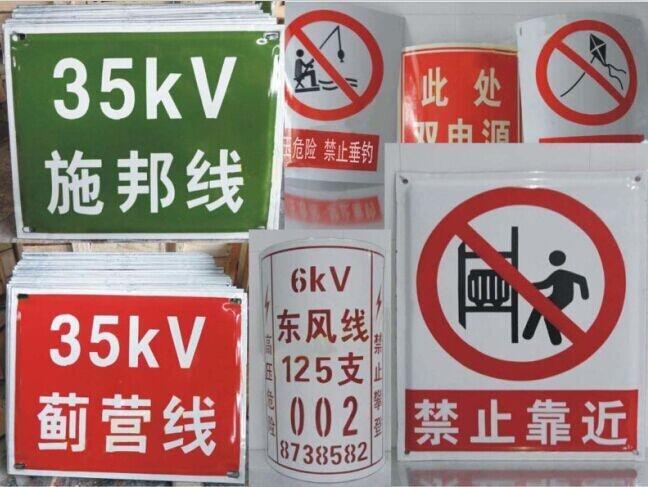 35kV
施邦线
危险 禁止垂钓
此处
双电源
35kV
蓟营线
6kV
东风线
125支
002
8738582
高压危险
禁止攀登
禁止靠近